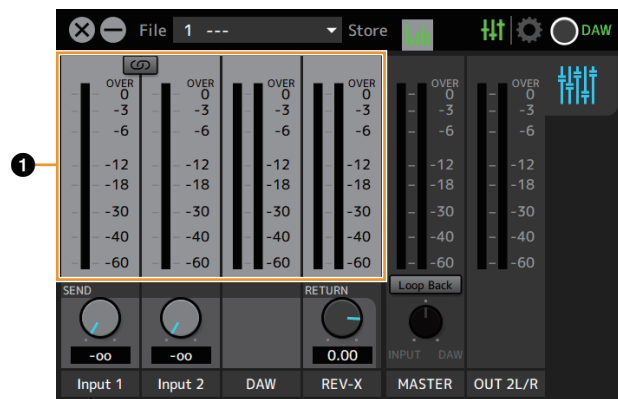 File 1 --- Store DAW
1
OVER OVER OVER OVER OVER OVER
0 0 0 0 0 0
-3 -3 -3 -3 -3 -3
-6 -6 -6 -6 -6 -6
-12 -12 -12 -12 -12 -12
-18 -18 -18 -18 -18 -18
-30 -30 -30 -30 -30 -30
-40 -40 -40 -40 -40 -40
-60 -60 -60 -60 -60 -60
SEND RETURN Loop Back
-oo -oo 0.00 INPUT DAW
Input 1 Input 2 DAW REV-X MASTER OUT 2L/R